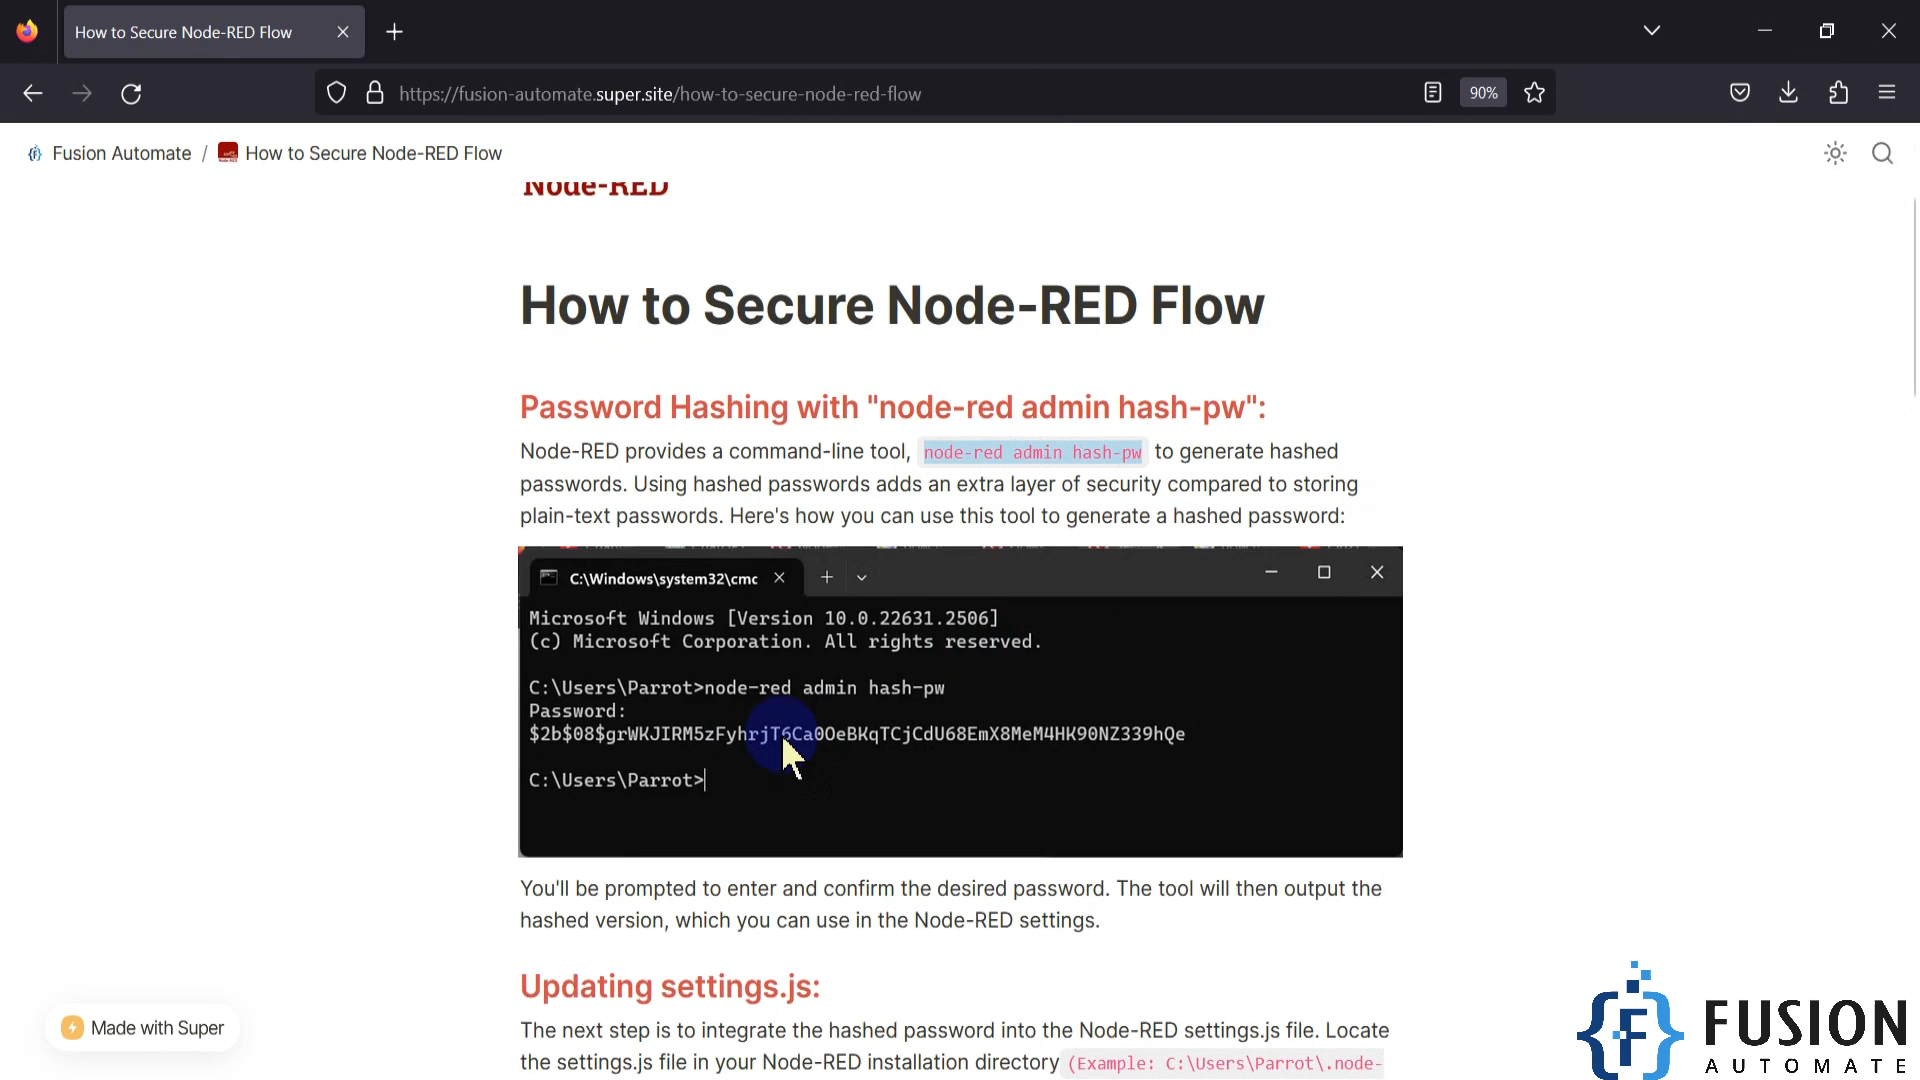 How to Secure Node-RED Flow
https://fusion-automate.super.site/how-to-secure-node-red-flow
90%
Fusion Automate / How to Secure Node-RED Flow
Node-RED
How to Secure Node-RED Flow
Password Hashing with "node-red admin hash-pw":
Node-RED provides a command-line tool, node-red admin hash-pw to generate hashed
passwords. Using hashed passwords adds an extra layer of security compared to storing
plain-text passwords. Here's how you can use this tool to generate a hashed password:
C:\Windows\system32\cmc
Microsoft Windows [Version 10.0.22631.2506]
(c) Microsoft Corporation. All rights reserved.
C:\Users\Parrot>node-red admin hash-pw
Password:
$2b$08$grWKJIRM5zFyhrjT6Ca0OeBKqTCjCdU68EmX8MeM4HK90NZ339hQe
C:\Users\Parrot>
You'll be prompted to enter and confirm the desired password. The tool will then output the
hashed version, which you can use in the Node-RED settings.
Updating settings.js:
The next step is to integrate the hashed password into the Node-RED settings.js file. Locate
the settings.js file in your Node-RED installation directory (Example: C:\Users\Parrot\.node-
Made with Super
FUSION
AUTOMATE